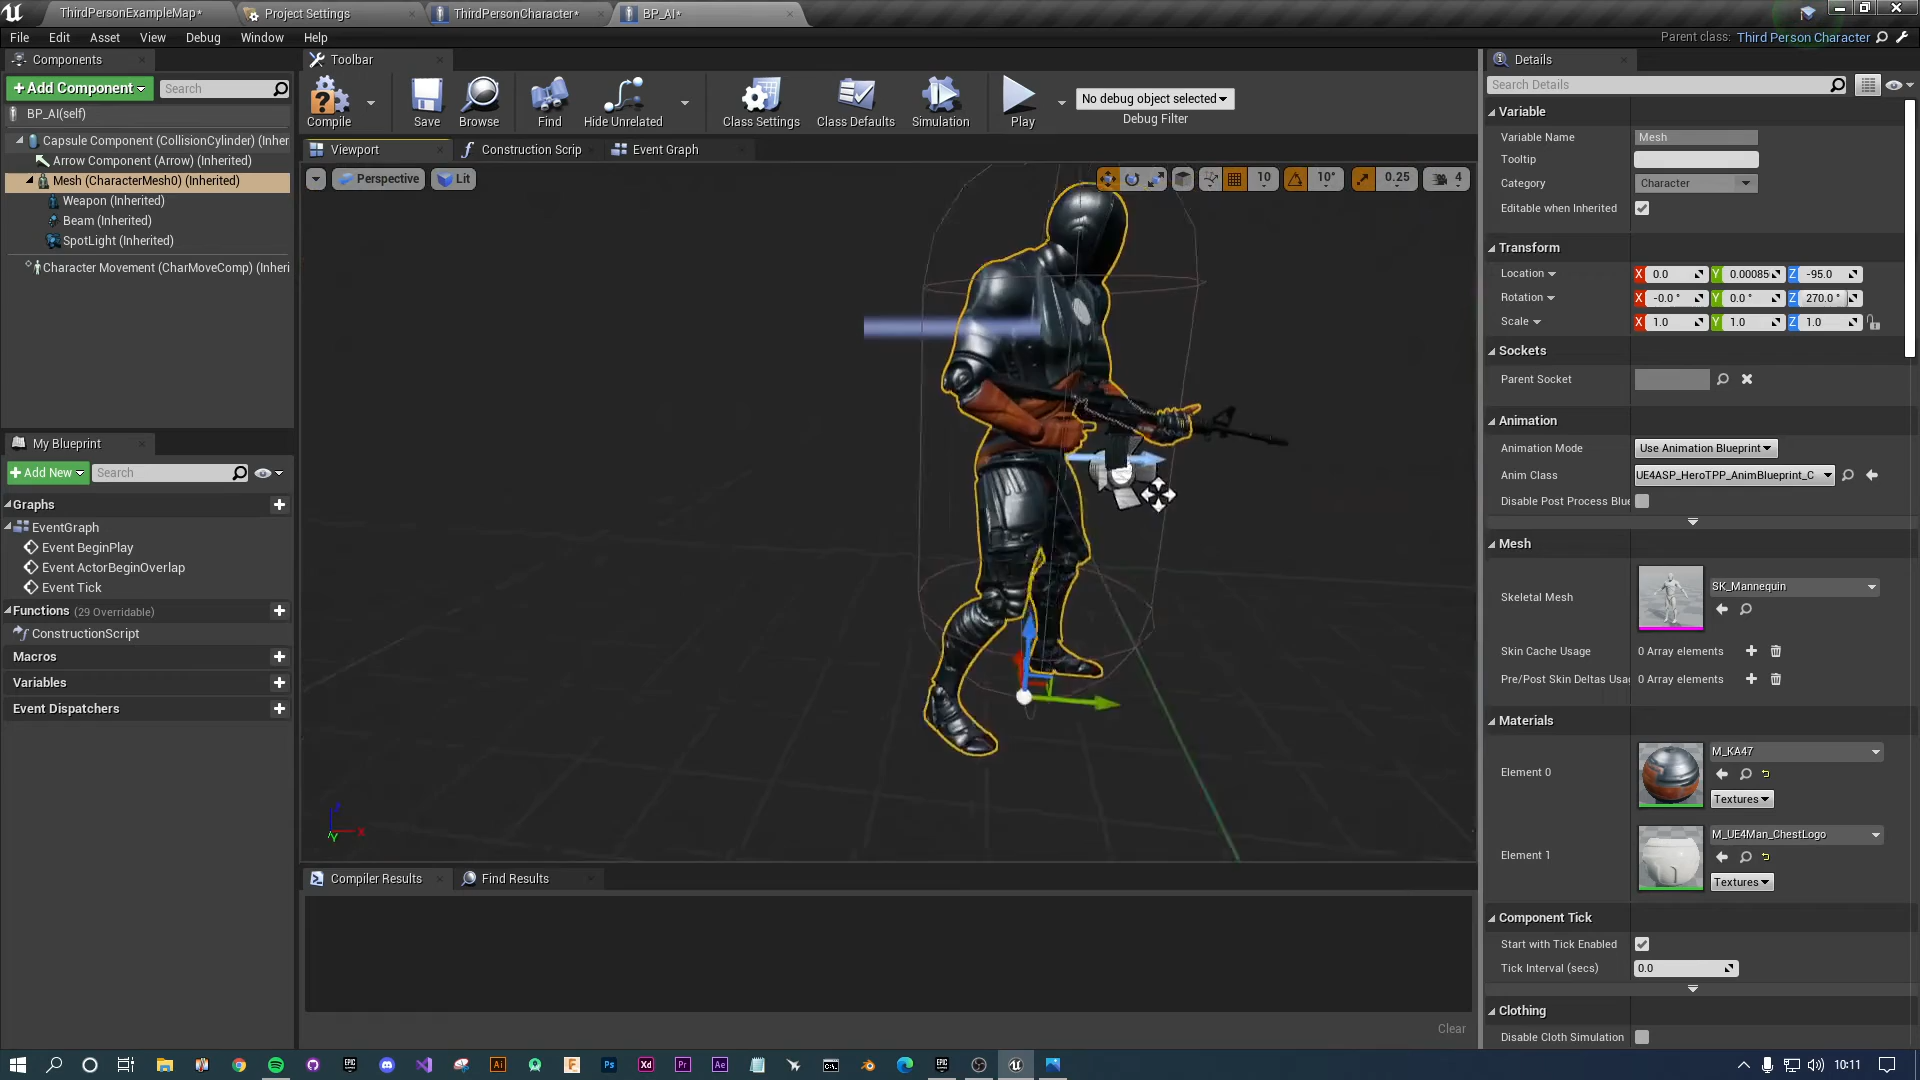 ThirdPersonExampleMap*
Project Settings
ThirdPersonCharacter*
BP_AI*
File Edit Asset View Debug Window Help
Parent class: Third Person Character
Components
Add Component
Search
BP_AI(self)
Capsule Component (CollisionCylinder) (Inher
Arrow Component (Arrow) (Inherited)
Mesh (CharacterMesh0) (Inherited)
Weapon (Inherited)
Beam (Inherited)
SpotLight (Inherited)
Character Movement (CharMoveComp) (Inheri
My Blueprint
Add New
Search
Graphs
EventGraph
Event BeginPlay
Event ActorBeginOverlap
Event Tick
Functions (29 Overridable)
ConstructionScript
Macros
Variables
Event Dispatchers
Toolbar
Compile
Save
Browse
Find
Hide Unrelated
Class Settings
Class Defaults
Simulation
Play
No debug object selected
Debug Filter
Viewport
Construction Scrip
Event Graph
Perspective
Lit
10
10°
0.25
4
Z
X
Y
Compiler Results
Find Results
Clear
Details
Search Details
Variable
Variable Name Mesh
Tooltip
Category Character
Editable when Inherited
Transform
Location X 0.0 Y 0.00085 Z -95.0
Rotation X -0.0 ° Y 0.0 ° Z 270.0 °
Scale X 1.0 Y 1.0 Z 1.0
Sockets
Parent Socket
Animation
Animation Mode Use Animation Blueprint
Anim Class UE4ASP_HeroTPP_AnimBlueprint_C
Disable Post Process Blue
Mesh
Skeletal Mesh SK_Mannequin
Skin Cache Usage 0 Array elements
Pre/Post Skin Deltas Usag 0 Array elements
Materials
Element 0 M_KA47
Textures
Element 1 M_UE4Man_ChestLogo
Textures
Component Tick
Start with Tick Enabled
Tick Interval (secs) 0.0
Clothing
Disable Cloth Simulation
Ai
Ps
Xd
Pr
Ae
10:11